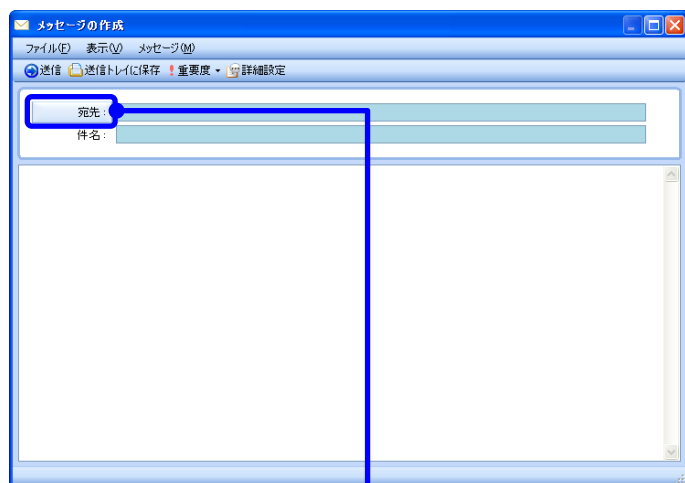 メッセージの作成
ファイル(F) 表示(V) メッセージ(M)
送信 送信トレイに保存 重要度 詳細設定
宛先:
件名: